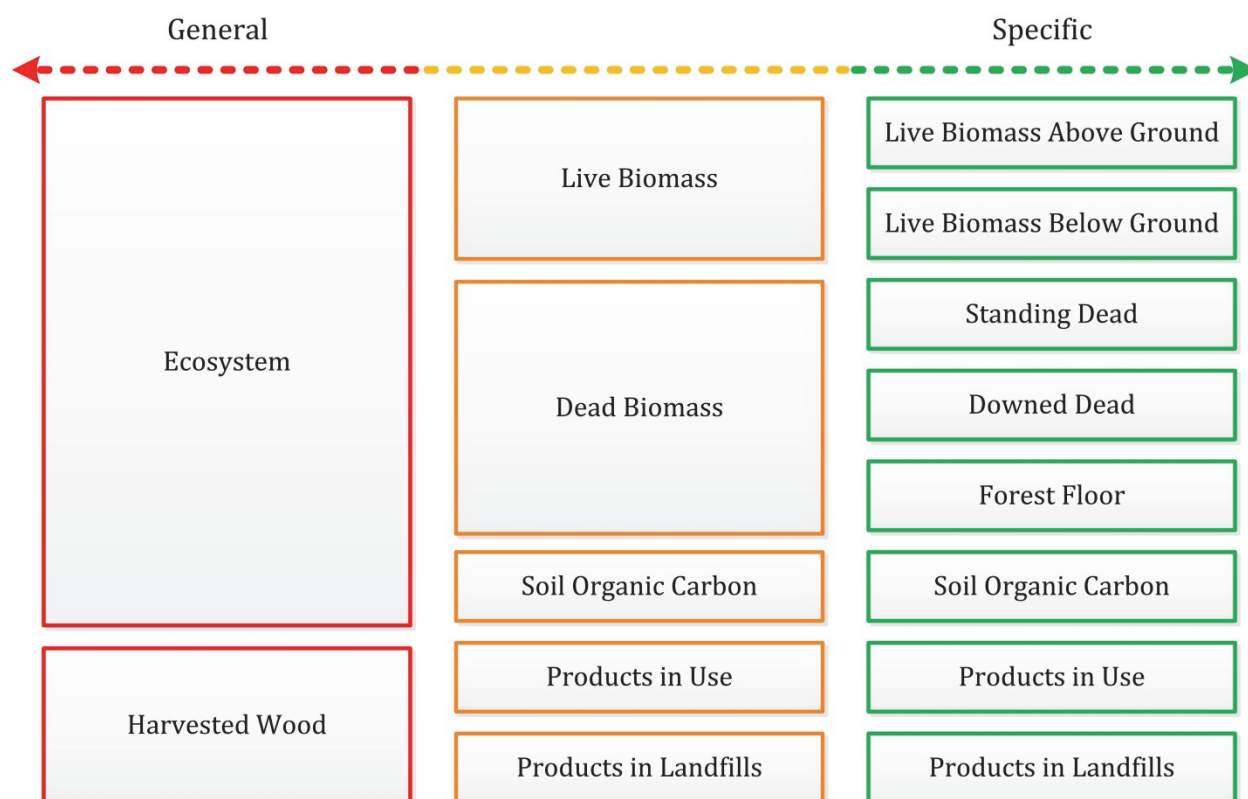 General
Specific
Ecosystem
Harvested Wood
Live Biomass
Dead Biomass
Soil Organic Carbon
Products in Use
Products in Landfills
Live Biomass Above Ground
Live Biomass Below Ground
Standing Dead
Downed Dead
Forest Floor
Soil Organic Carbon
Products in Use
Products in Landfills